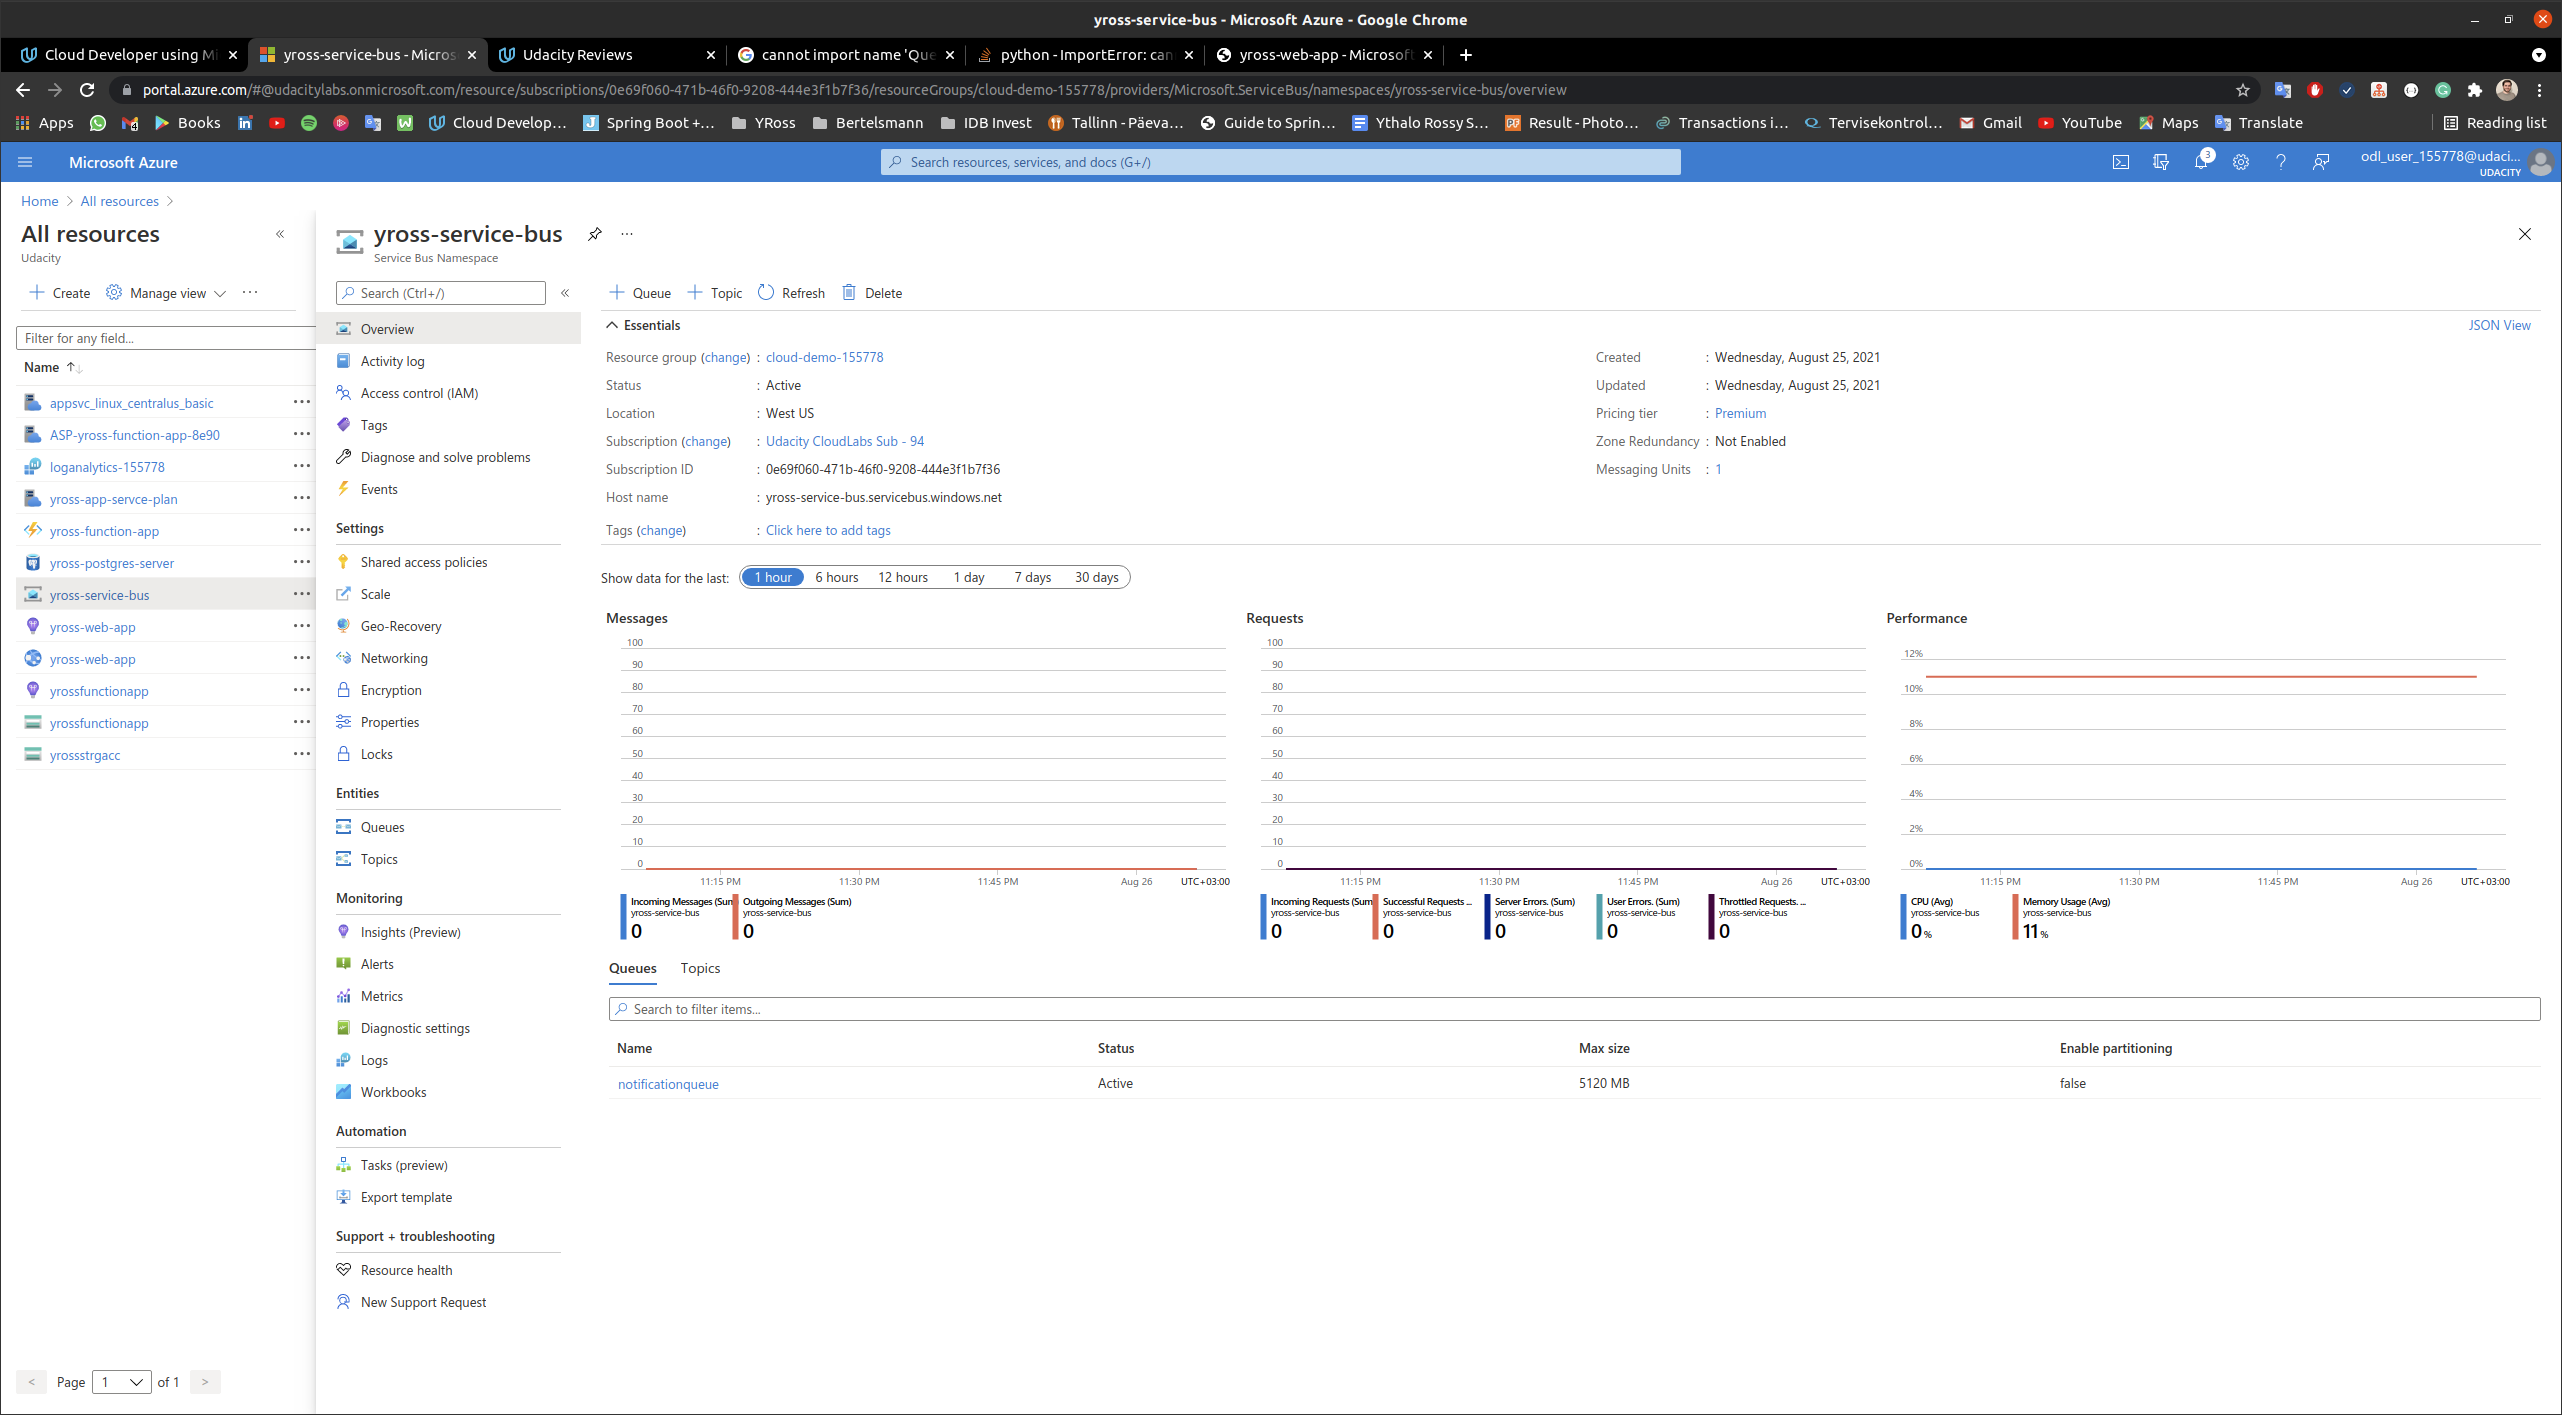 yross-service-bus - Microsoft Azure - Google Chrome
Cloud Developer using Mi
yross-service-bus - Micros
Udacity Reviews
cannot import name 'Que
python - ImportError: can
yross-web-app - Microsoft
portal.azure.com/#@udacitylabs.onmicrosoft.com/resource/subscriptions/0e69f060-471b-46f0-9208-444e3f1b7f36/resourceGroups/cloud-demo-155778/providers/Microsoft.ServiceBus/namespaces/yross-service-bus/overview
Apps
4
Books
Cloud Develop...
Spring Boot +...
YRoss
Bertelsmann
IDB Invest
Tallinn - Päeva...
Guide to Sprin...
Ythalo Rossy S...
Result - Photo...
Transactions i...
Tervisekontrol...
Gmail
YouTube
Maps
Translate
Reading list
Microsoft Azure
Search resources, services, and docs (G+/)
3
odl_user_155778@udaci...
UDACITY
Home > All resources >
All resources
Udacity
Create
Manage view
Filter for any field...
Name
appsvc_linux_centralus_basic
ASP-yross-function-app-8e90
loganalytics-155778
yross-app-servce-plan
yross-function-app
yross-postgres-server
yross-service-bus
yross-web-app
yross-web-app
yrossfunctionapp
yrossfunctionapp
yrossstrgacc
< Page 1 of 1 >
yross-service-bus
Service Bus Namespace
Search (Ctrl+/)
Overview
Activity log
Access control (IAM)
Tags
Diagnose and solve problems
Events
Settings
Shared access policies
Scale
Geo-Recovery
Networking
Encryption
Properties
Locks
Entities
Queues
Topics
Monitoring
Insights (Preview)
Alerts
Metrics
Diagnostic settings
Logs
Workbooks
Automation
Tasks (preview)
Export template
Support + troubleshooting
Resource health
New Support Request
Queue
Topic
Refresh
Delete
Essentials
JSON View
Resource group (change) : cloud-demo-155778
Status : Active
Location : West US
Subscription (change) : Udacity CloudLabs Sub - 94
Subscription ID : 0e69f060-471b-46f0-9208-444e3f1b7f36
Host name : yross-service-bus.servicebus.windows.net
Tags (change) : Click here to add tags
Created : Wednesday, August 25, 2021
Updated : Wednesday, August 25, 2021
Pricing tier : Premium
Zone Redundancy : Not Enabled
Messaging Units : 1
Show data for the last: 1 hour 6 hours 12 hours 1 day 7 days 30 days
Messages
100
90
80
70
60
50
40
30
20
10
0
11:15 PM 11:30 PM 11:45 PM Aug 26 UTC+03:00
Incoming Messages (Sum
yross-service-bus
0
Outgoing Messages (Sum)
yross-service-bus
0
Requests
100
90
80
70
60
50
40
30
20
10
0
11:15 PM 11:30 PM 11:45 PM Aug 26 UTC+03:00
Incoming Requests (Sum
yross-service-bus
0
Successful Requests ...
yross-service-bus
0
Server Errors. (Sum)
yross-service-bus
0
User Errors. (Sum)
yross-service-bus
0
Throttled Requests. ...
yross-service-bus
0
Performance
12%
10%
8%
6%
4%
2%
0%
11:15 PM 11:30 PM 11:45 PM Aug 26 UTC+03:00
CPU (Avg)
yross-service-bus
0 %
Memory Usage (Avg)
yross-service-bus
11 %
Queues Topics
Search to filter items...
Name Status Max size Enable partitioning
notificationqueue Active 5120 MB false